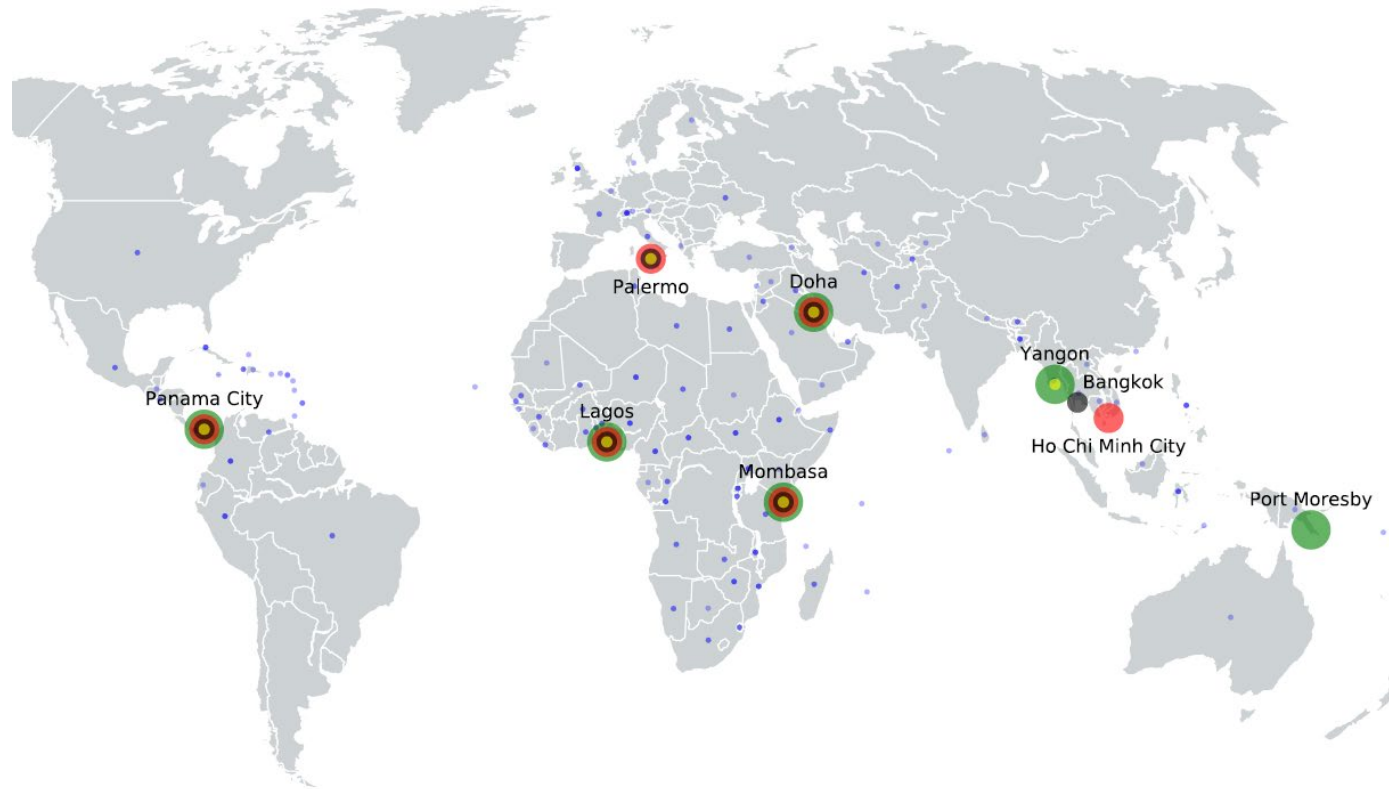 Palermo
Doha
Yangon
Bangkok
Panama City
Lagos
Ho Chi Minh City
Mombasa
Port Moresby